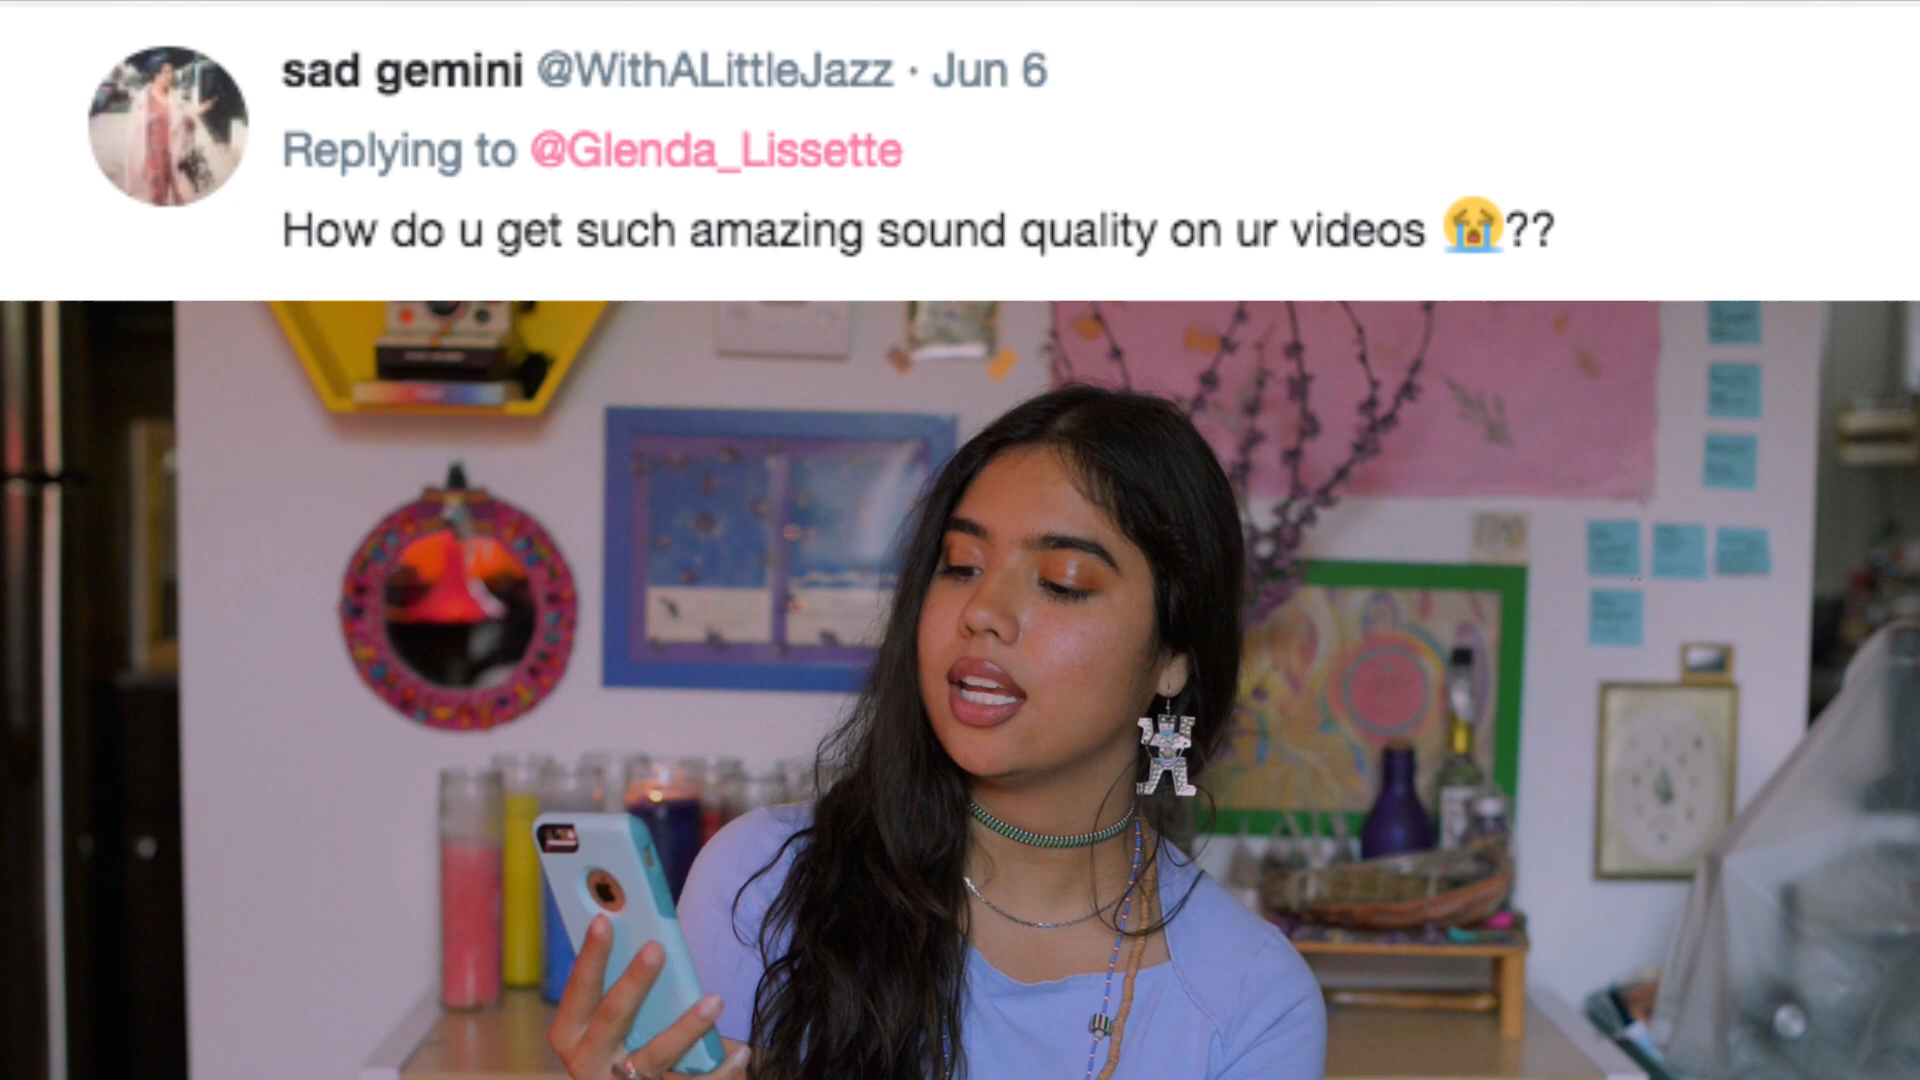 sad gemini @WithALittleJazz · Jun 6
Replying to @Glenda_Lissette
How do u get such amazing sound quality on ur videos 😭??